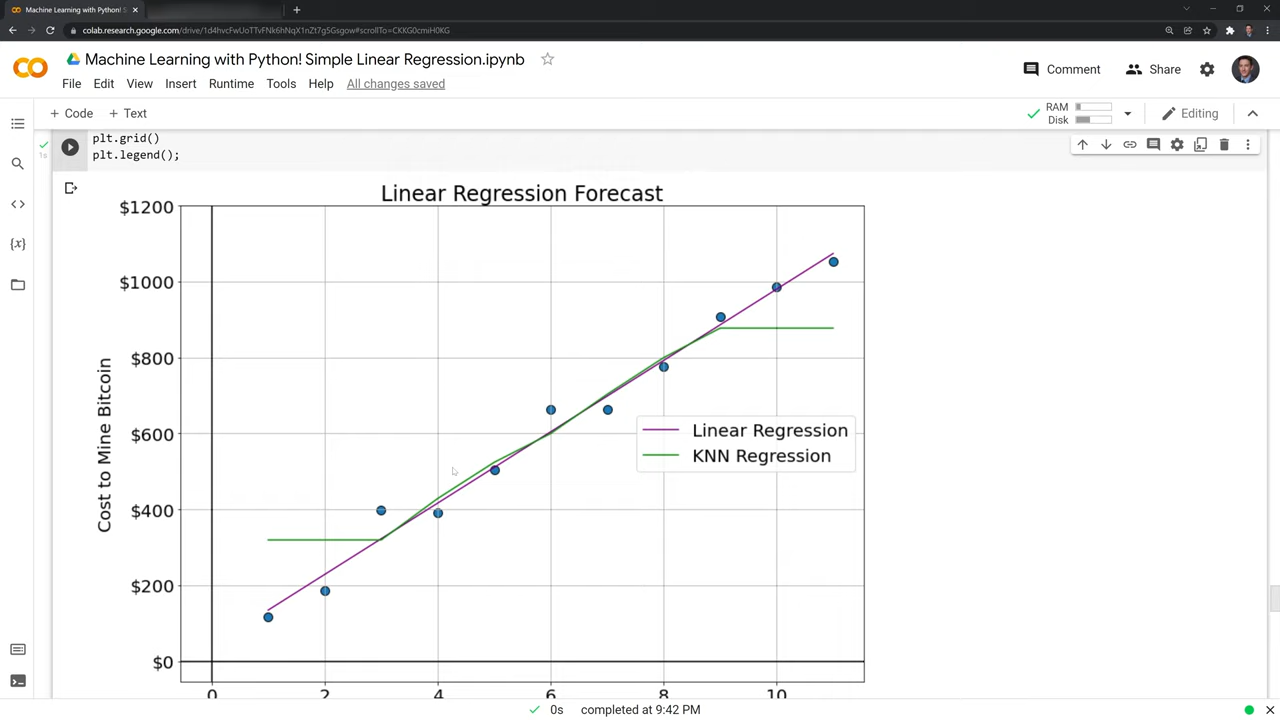 Machine Learning with Python! S
colab.research.google.com/drive/1d4hvcFwUoTTvFNk6hNqX1nZt7g5Gsgow#scrollTo=CKKG0cmiH0KG
Machine Learning with Python! Simple Linear Regression.ipynb
Comment
Share
File Edit View Insert Runtime Tools Help All changes saved
+ Code + Text
RAM
Disk
Editing
plt.grid()
plt.legend();
1s
Linear Regression Forecast
$1200
$1000
$800
$600
$400
$200
$0
Cost to Mine Bitcoin
Linear Regression
KNN Regression
0 2 4 6 8 10
0s completed at 9:42 PM